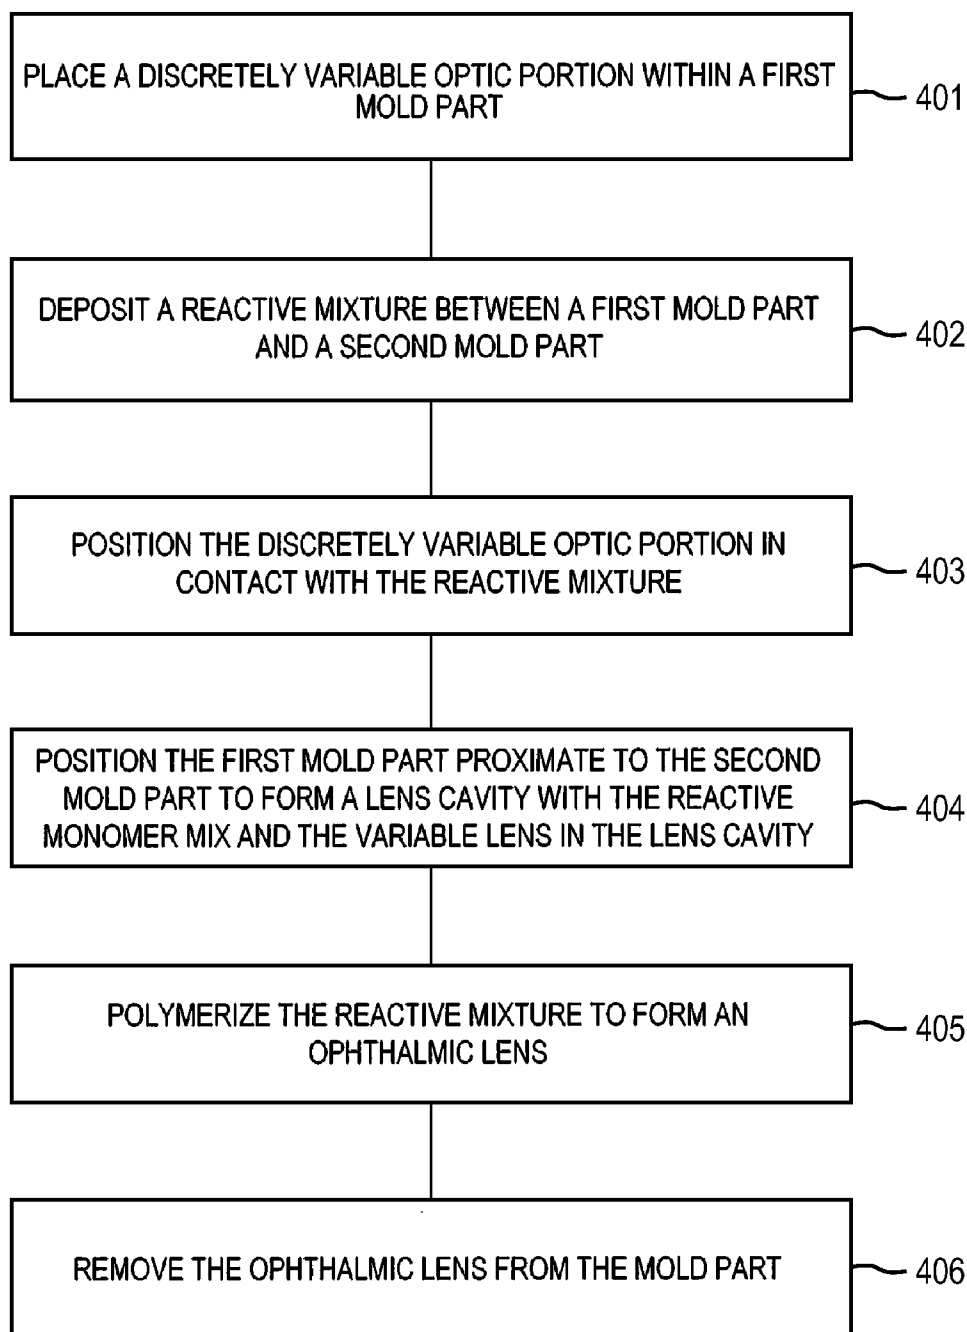 PLACE A DISCRETELY VARIABLE OPTIC PORTION WITHIN A FIRST
MOLD PART
401
DEPOSIT A REACTIVE MIXTURE BETWEEN A FIRST MOLD PART
AND A SECOND MOLD PART
402
POSITION THE DISCRETELY VARIABLE OPTIC PORTION IN
CONTACT WITH THE REACTIVE MIXTURE
403
POSITION THE FIRST MOLD PART PROXIMATE TO THE SECOND
MOLD PART TO FORM A LENS CAVITY WITH THE REACTIVE
MONOMER MIX AND THE VARIABLE LENS IN THE LENS CAVITY
404
POLYMERIZE THE REACTIVE MIXTURE TO FORM AN
OPHTHALMIC LENS
405
REMOVE THE OPHTHALMIC LENS FROM THE MOLD PART
406